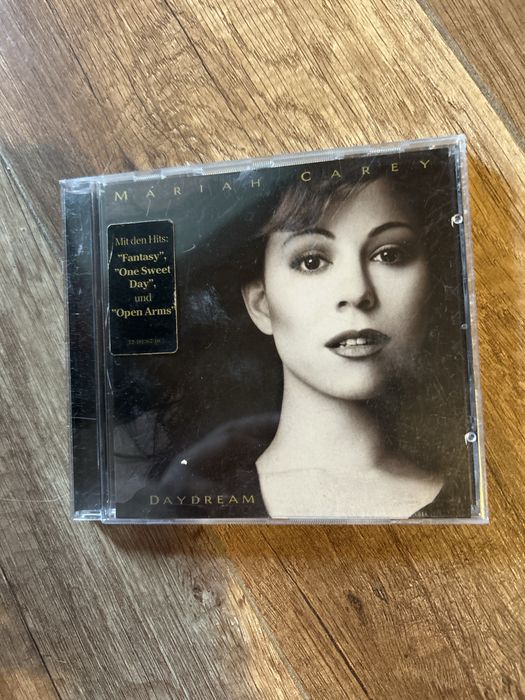 MARIAH CAREY
Mit den Hits:
"Fantasy",
"One Sweet
Day",
und
"Open Arms"
DAYDREAM